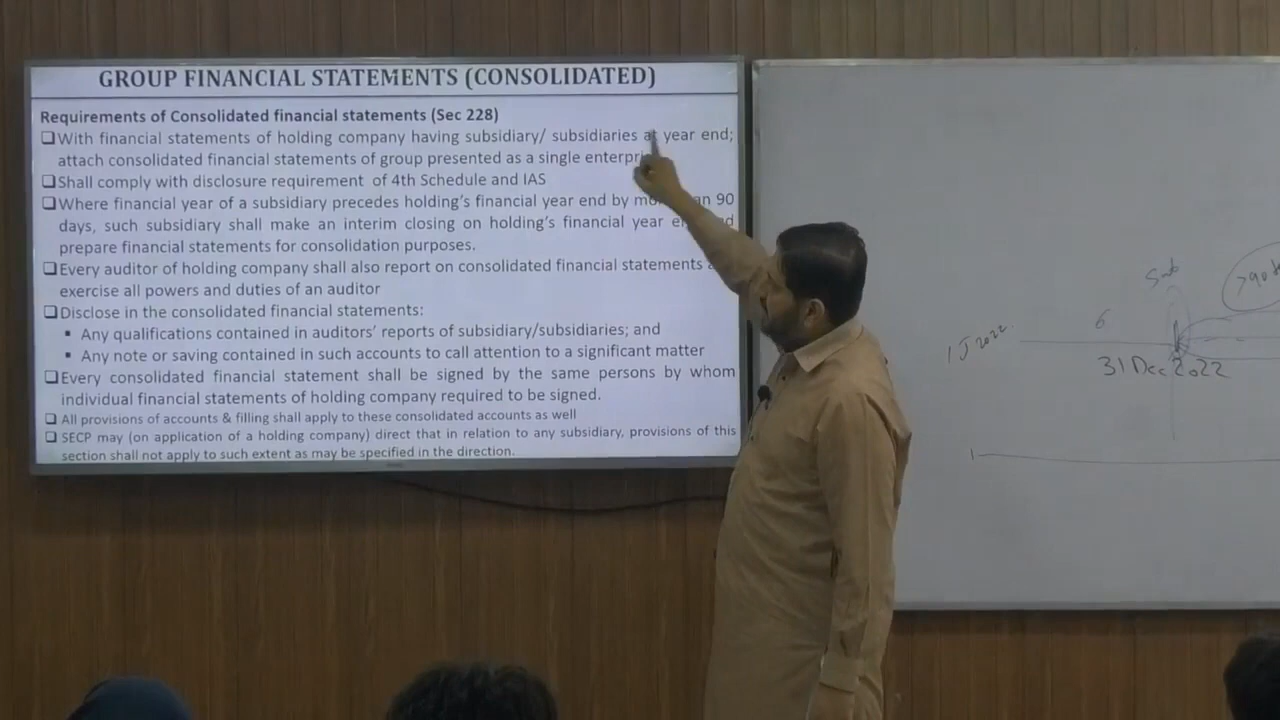 GROUP FINANCIAL STATEMENTS (CONSOLIDATED)
Requirements of Consolidated financial statements (Sec 228)
❑With financial statements of holding company having subsidiary/ subsidiaries at year end;
attach consolidated financial statements of group presented as a single
❑Shall comply with disclosure requirement of 4th Schedule and IAS
❑Where financial year of a subsidiary precedes holding's financial year end by 90
days, such subsidiary shall make an interim closing on holding's financial year
prepare financial statements for consolidation purposes.
❑Every auditor of holding company shall also report on consolidated financial statements
exercise all powers and duties of an auditor
❑Disclose in the consolidated financial statements:
▪ Any qualifications contained in auditors' reports of subsidiary/subsidiaries; and
▪ Any note or saving contained in such accounts to call attention to a significant matter
❑Every consolidated financial statement shall be signed by the same persons by whom
individual financial statements of holding company required to be signed.
❑ All provisions of accounts & filling shall apply to these consolidated accounts as well
❑ SECP may (on application of a holding company) direct that in relation to any subsidiary, provisions of this
section shall not apply to such extent as may be specified in the direction.
Sub
6
1 J 2022
31 Dec 2022